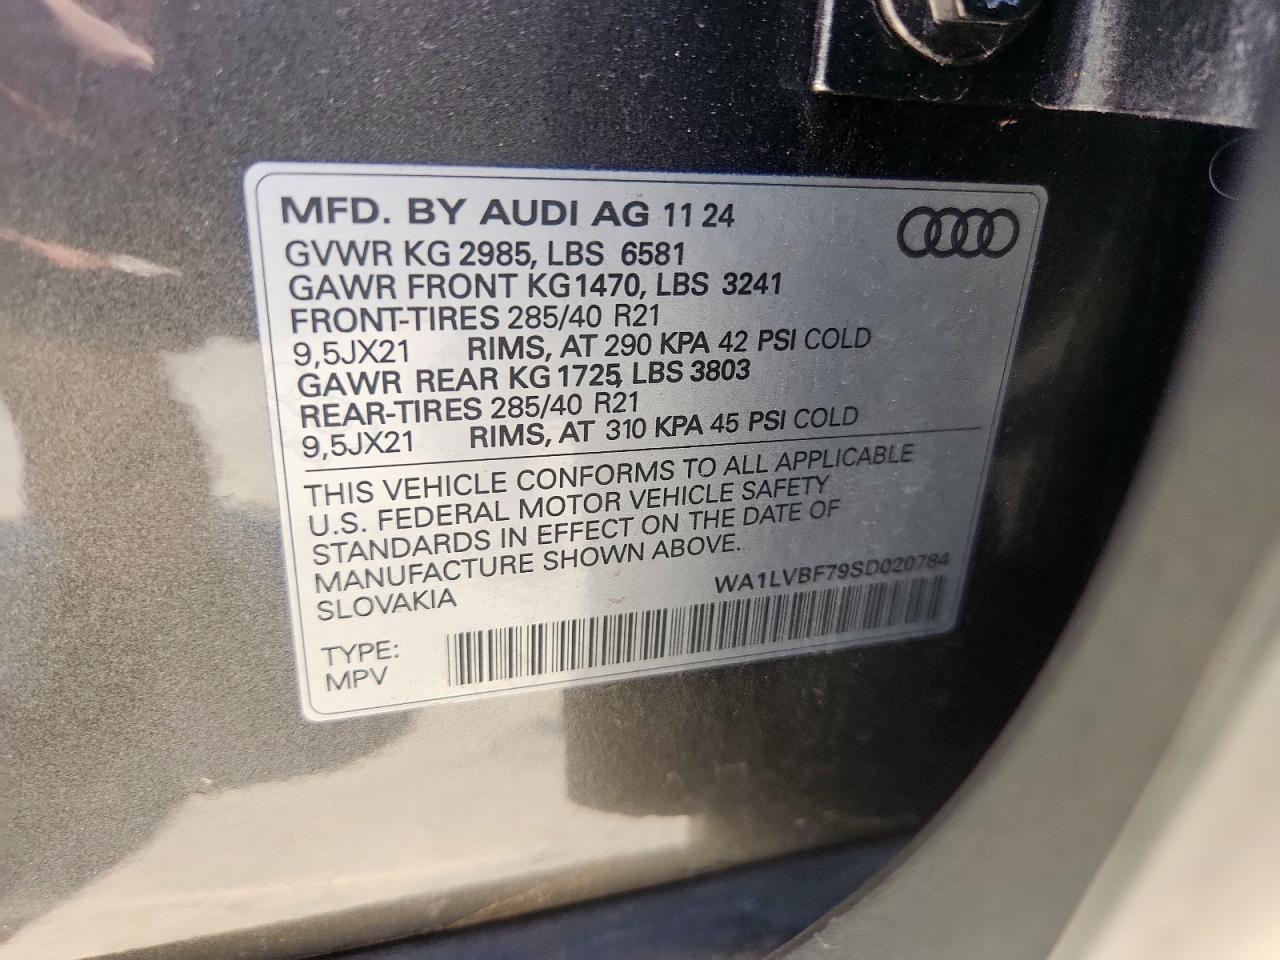 MFD. BY AUDI AG 11 24
GVWR KG 2985, LBS 6581
GAWR FRONT KG 1470, LBS 3241
FRONT-TIRES 285/40 R21
9,5JX21 RIMS, AT 290 KPA 42 PSI COLD
GAWR REAR KG 1725, LBS 3803
REAR-TIRES 285/40 R21
9,5JX21 RIMS, AT 310 KPA 45 PSI COLD
THIS VEHICLE CONFORMS TO ALL APPLICABLE
U.S. FEDERAL MOTOR VEHICLE SAFETY
STANDARDS IN EFFECT ON THE DATE OF
MANUFACTURE SHOWN ABOVE.
SLOVAKIA
WA1LVBF79SD020784
TYPE:
MPV